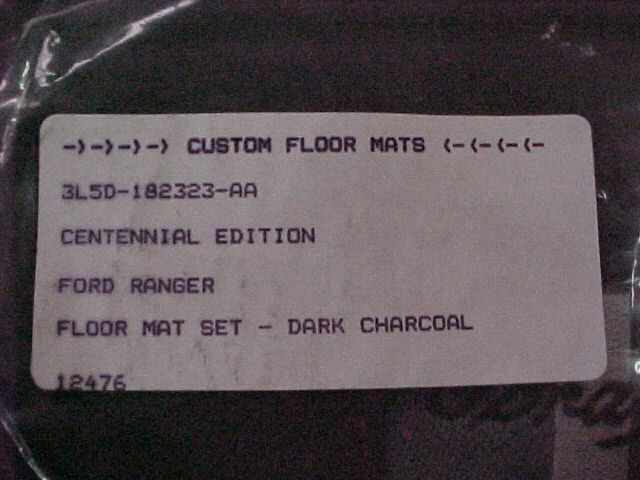 -)-)-)-) CUSTOM FLOOR MATS (-(-(-(-
3L5D-182323-AA
CENTENNIAL EDITION
FORD RANGER
FLOOR MAT SET - DARK CHARCOAL
12476